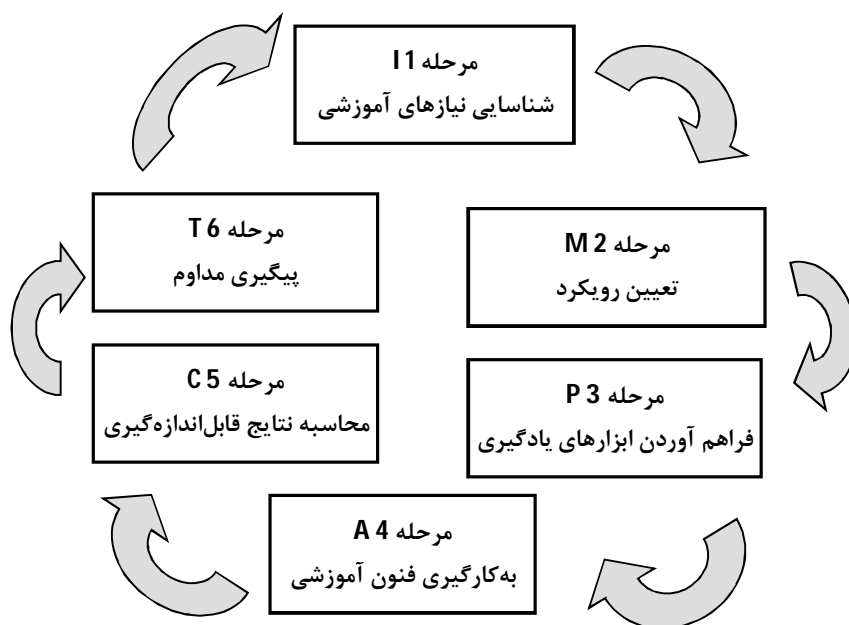 مرحله I 1
شناسایی نیازهای آموزشی
مرحله M 2
تعیین رویکرد
مرحله P 3
فراهم آوردن ابزارهای یادگیری
مرحله A 4
به‌کارگیری فنون آموزشی
مرحله C 5
محاسبه نتایج قابل‌اندازه‌گیری
مرحله T 6
پیگیری مداوم